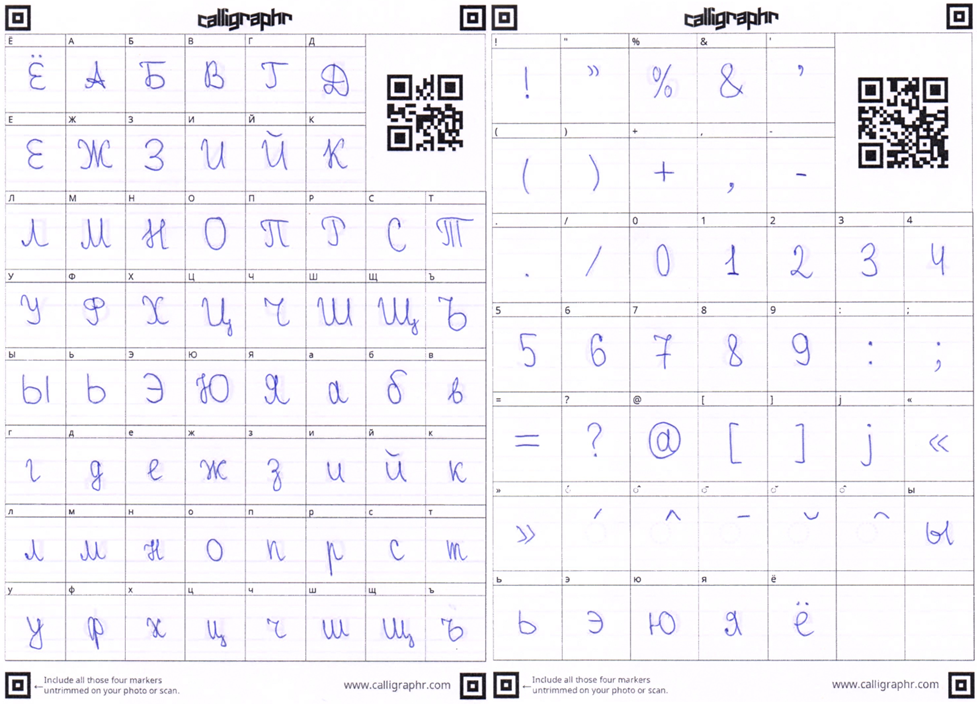 calligraphr
Ё А Б В Г Д
Ё А Б В Г Д
Е Ж З И Й К
Е Ж З И Й К
Л М Н О П Р С Т
Л М Н О П Р С Т
У Ф Х Ц Ч Ш Щ Ъ
У Ф Х Ц Ч Ш Щ Ъ
Ы Ь Э Ю Я а б в
Ы Ь Э Ю Я а б в
г д е ж з и й к
г д е ж з и й к
л м н о п р с т
л м н о п р с т
у ф х ц ч ш щ ъ
у ф х ц ч ш щ ъ
Include all those four markers
←untrimmed on your photo or scan.
www.calligraphr.com
calligraphr
! " % & '
! " % & '
( ) + , -
( ) + , -
. / 0 1 2 3 4
. / 0 1 2 3 4
5 6 7 8 9 : ;
5 6 7 8 9 : ;
= ? @ [ ] j «
= ? @ [ ] j «
» ы
» ы
ь э ю я ё
ь э ю я ё
Include all those four markers
←untrimmed on your photo or scan.
www.calligraphr.com